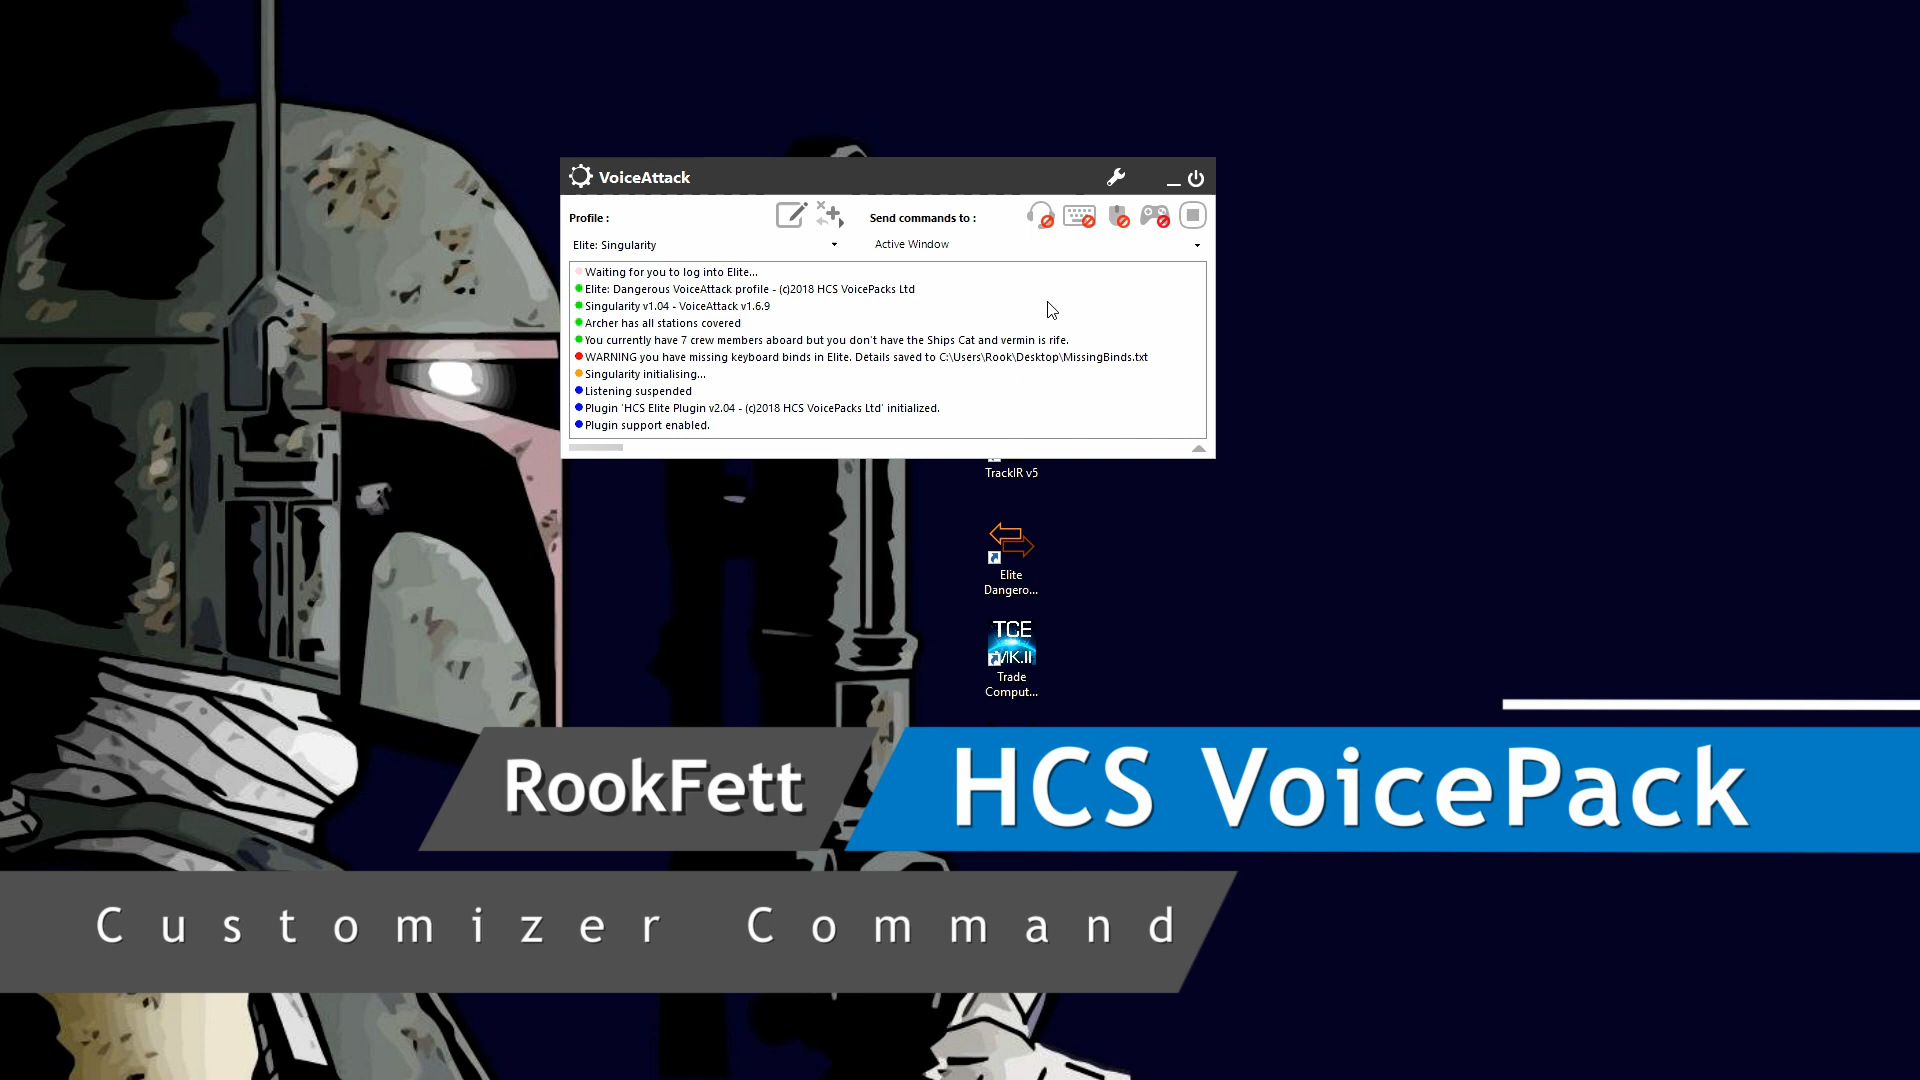 VoiceAttack
Profile :
Send commands to :
Elite: Singularity
Active Window
Waiting for you to log into Elite...
Elite: Dangerous VoiceAttack profile - (c)2018 HCS VoicePacks Ltd
Singularity v1.04 - VoiceAttack v1.6.9
Archer has all stations covered
You currently have 7 crew members aboard but you don't have the Ships Cat and vermin is rife.
WARNING you have missing keyboard binds in Elite. Details saved to C:\Users\Rook\Desktop\MissingBinds.txt
Singularity initialising...
Listening suspended
Plugin 'HCS Elite Plugin v2.04 - (c)2018 HCS VoicePacks Ltd' initialized.
Plugin support enabled.
TrackIR v5
Elite
Dangero...
TCE
MK.II
Trade
Comput...
RookFett
HCS VoicePack
Customizer Command